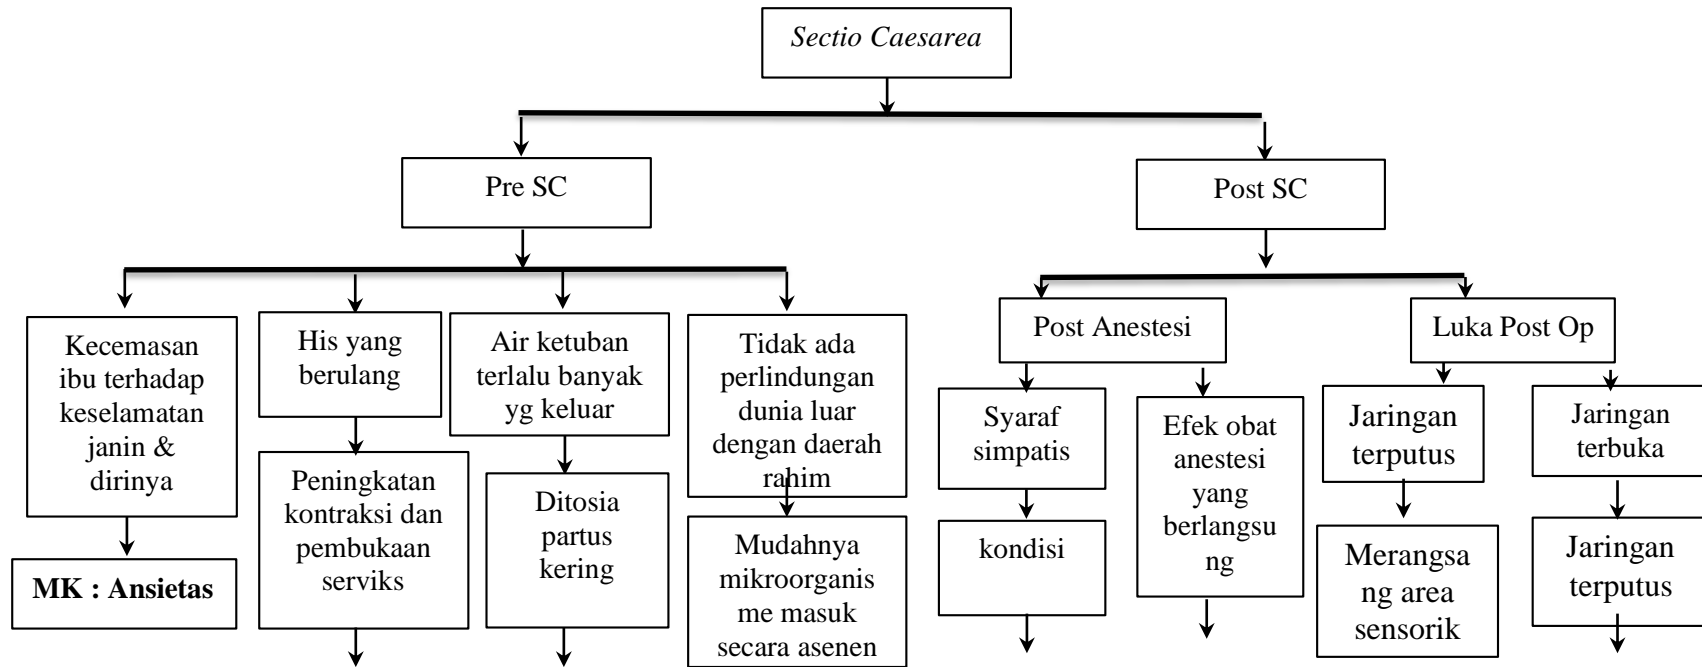 Sectio Caesarea
Pre SC
Post SC
Kecemasan
ibu terhadap
keselamatan
janin &
dirinya
MK : Ansietas
His yang
berulang
Peningkatan
kontraksi dan
pembukaan
serviks
Air ketuban
terlalu banyak
yg keluar
Ditosia
partus
kering
Tidak ada
perlindungan
dunia luar
dengan daerah
rahim
Mudahnya
mikroorganis
me masuk
secara asenen
Post Anestesi
Luka Post Op
Syaraf
simpatis
kondisi
Efek obat
anestesi
yang
berlangsu
ng
Jaringan
terputus
Merangsa
ng area
sensorik
Jaringan
terbuka
Jaringan
terputus